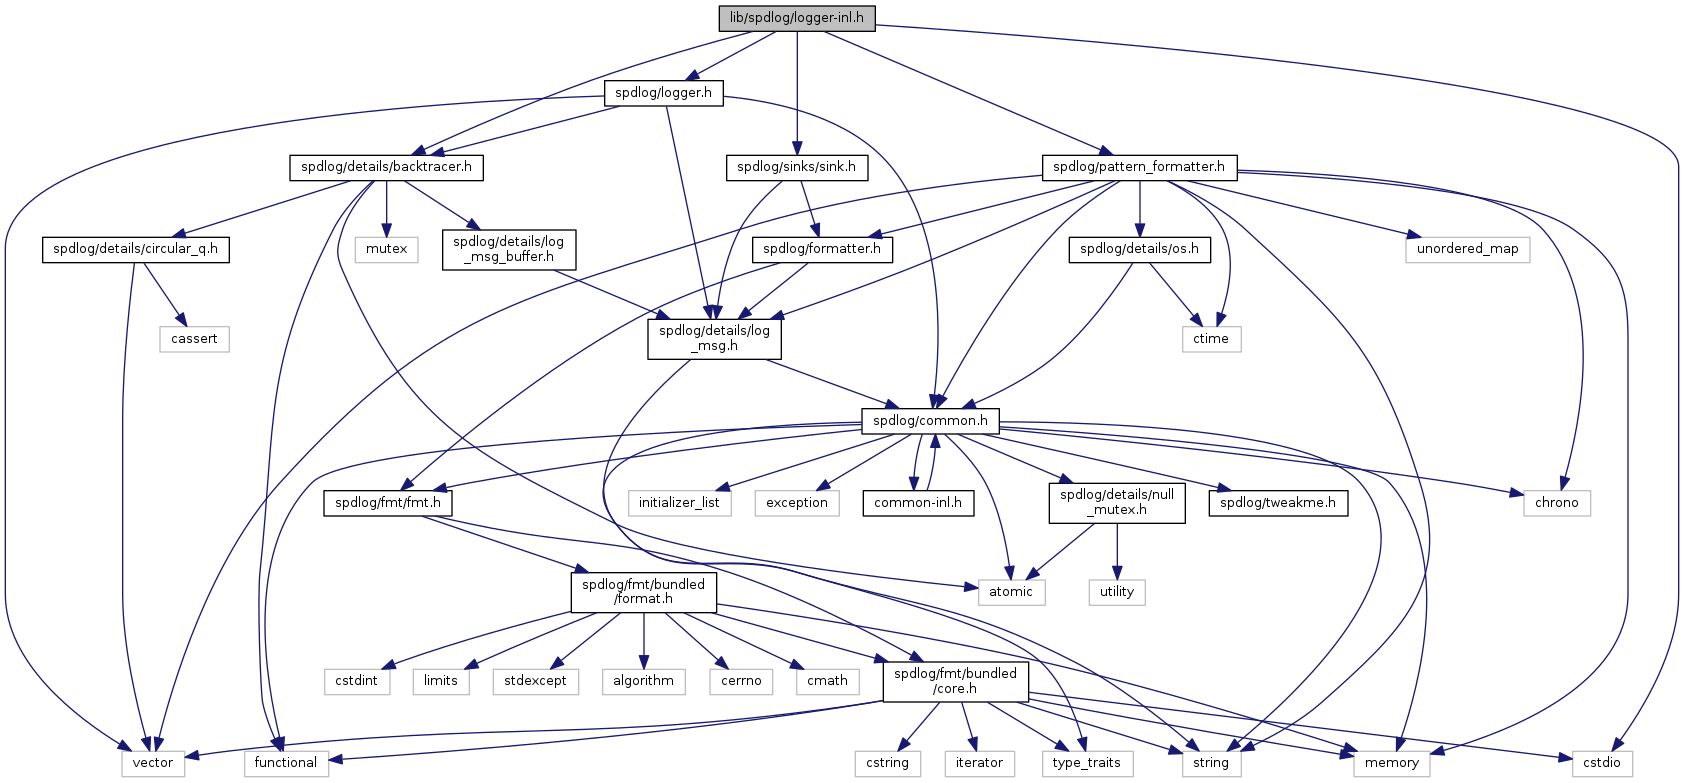 lib/spdlog/logger-inl.h
spdlog/logger.h
spdlog/details/backtracer.h
spdlog/sinks/sink.h
spdlog/pattern_formatter.h
spdlog/details/circular_q.h
mutex
spdlog/details/log
_msg_buffer.h
spdlog/formatter.h
spdlog/details/os.h
unordered_map
cassert
spdlog/details/log
_msg.h
ctime
spdlog/common.h
spdlog/fmt/fmt.h
initializer_list
exception
common-inl.h
spdlog/details/null
_mutex.h
spdlog/tweakme.h
chrono
spdlog/fmt/bundled
/format.h
atomic
utility
cstdint
limits
stdexcept
algorithm
cerrno
cmath
spdlog/fmt/bundled
/core.h
vector
functional
cstring
iterator
type_traits
string
memory
cstdio